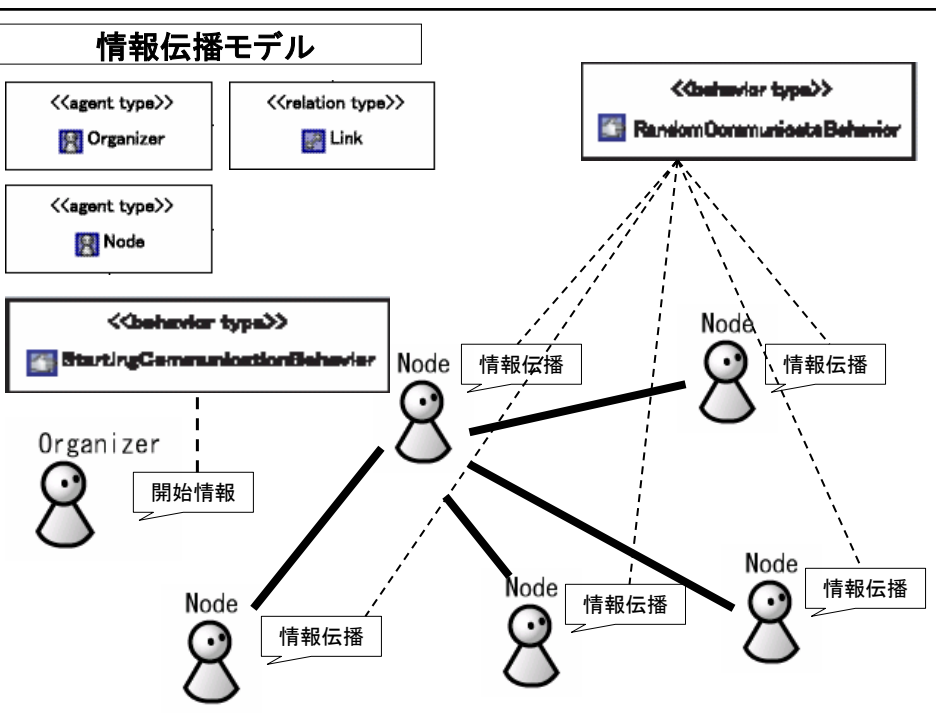 情報伝播モデル
<<agent type>>
Organizer
<<relation type>>
Link
<<agent type>>
Node
<<behavior type>>
RandomCommunicateBehavior
<<behavior type>>
StartingCommunicationBehavior
Organizer
開始情報
Node
情報伝播
Node
情報伝播
Node
情報伝播
Node
情報伝播
Node
情報伝播